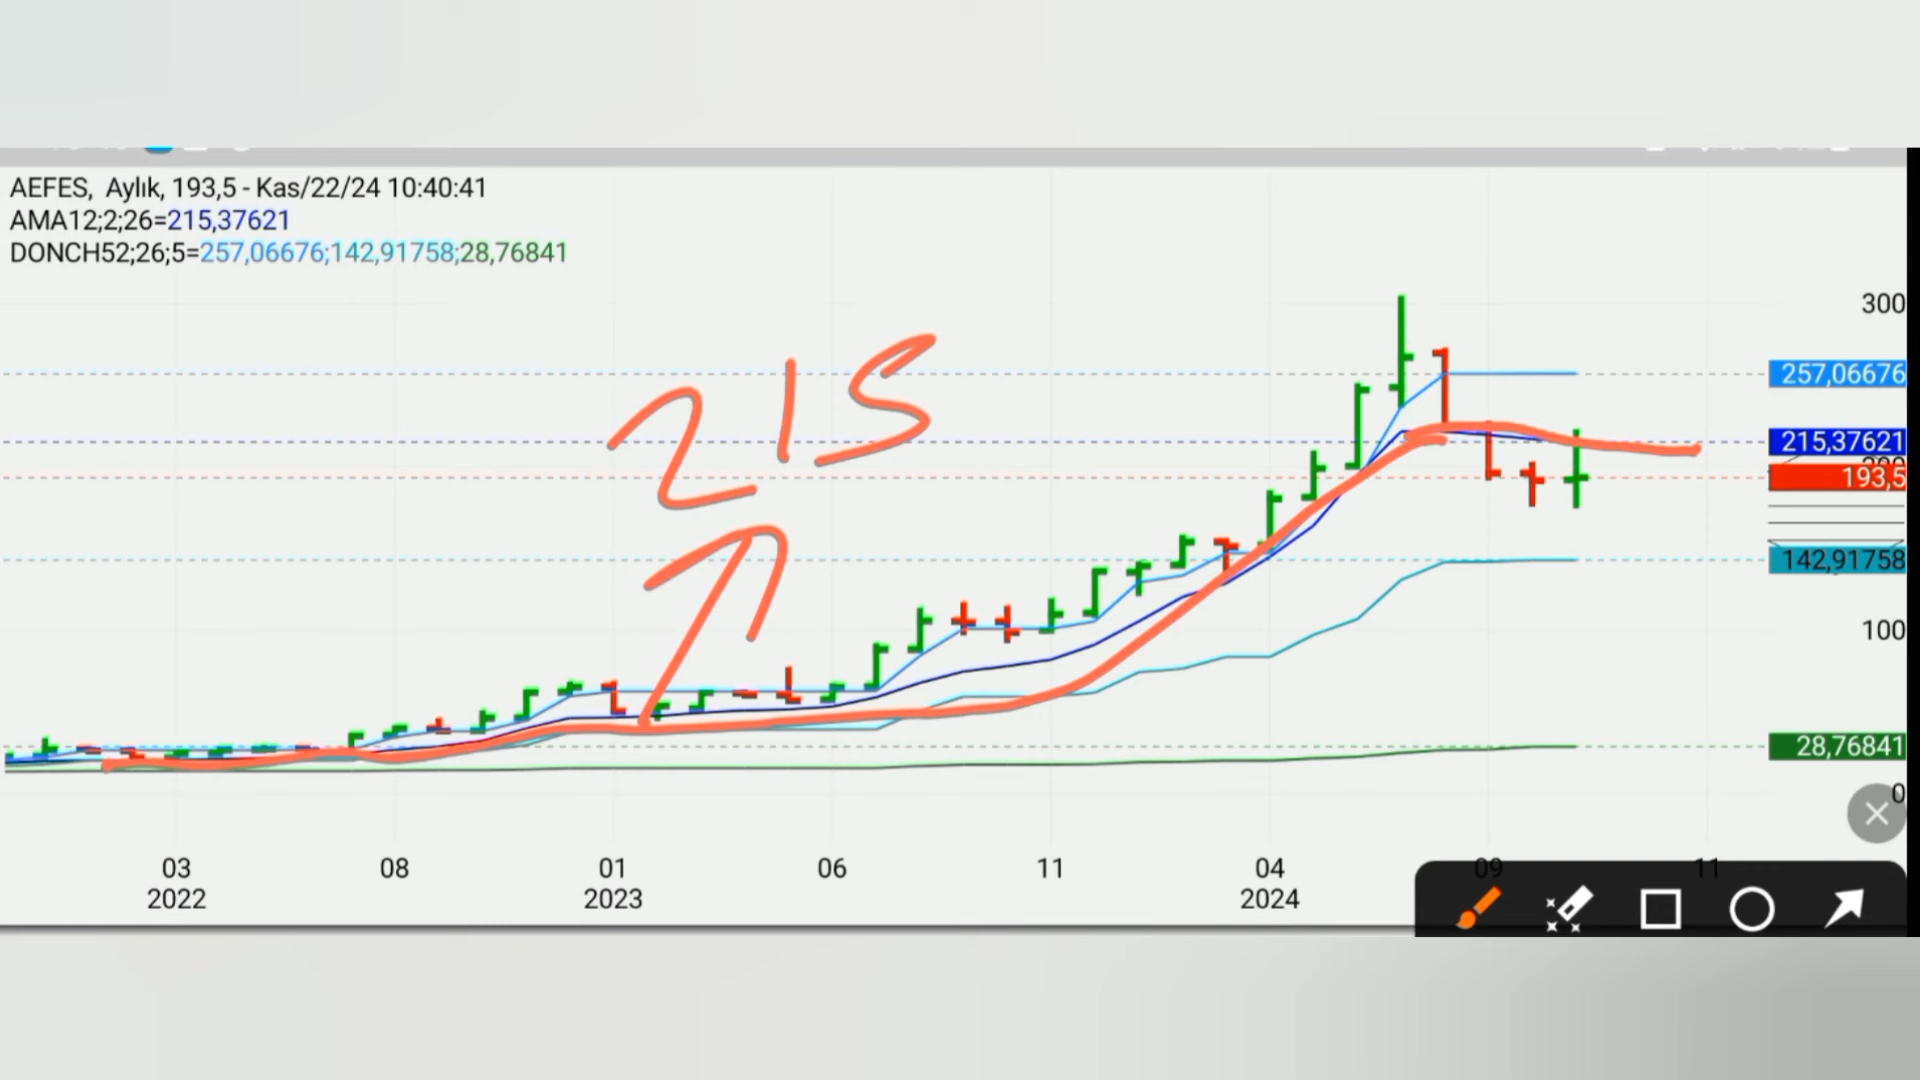 AEFES, Aylık, 193,5 - Kas/22/24 10:40:41
AMA12;2;26=215,37621
DONCH52;26;5=257,06676;142,91758;28,76841
300
215
257,06676
215,37621
200
193,5
142,91758
100
28,76841
0
03 08 01 06 11 04 09 11
2022 2023 2024